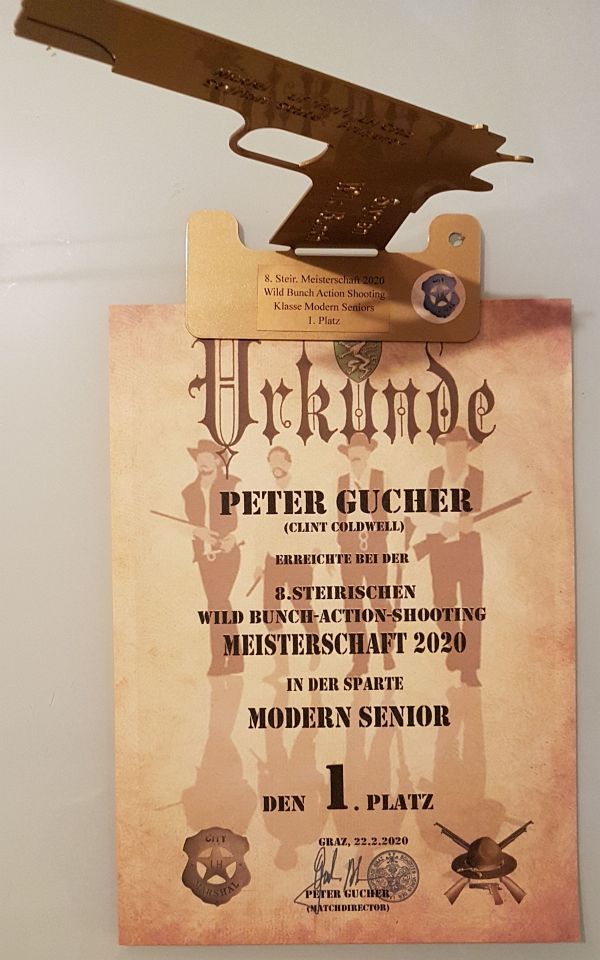 8. Steir. Meisterschaft 2020
Wild Bunch Action Shooting
Klasse Modern Seniors
1. Platz
Urkunde
PETER GUCHER
(CLINT COLDWELL)
ERREICHTE BEI DER
8.STEIRISCHEN
WILD BUNCH-ACTION-SHOOTING
MEISTERSCHAFT 2020
IN DER SPARTE
MODERN SENIOR
DEN 1. PLATZ
GRAZ, 22.2.2020
CITY
LH
MARSHAL
PETER GUCHER
(MATCHDIRECTOR)